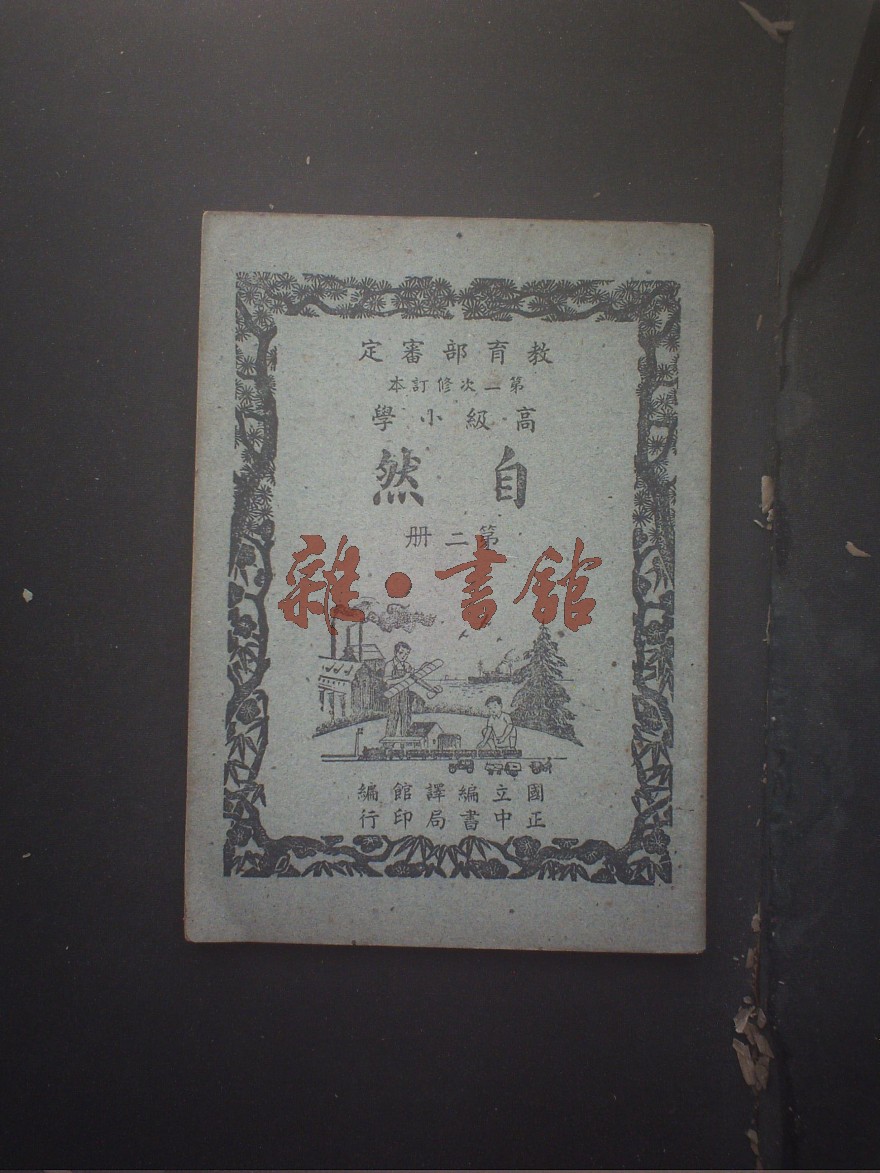 教育部審定
第一次修訂本
高級小學
自然
第二册
雜·書館
國立編譯館編
正中書局印行